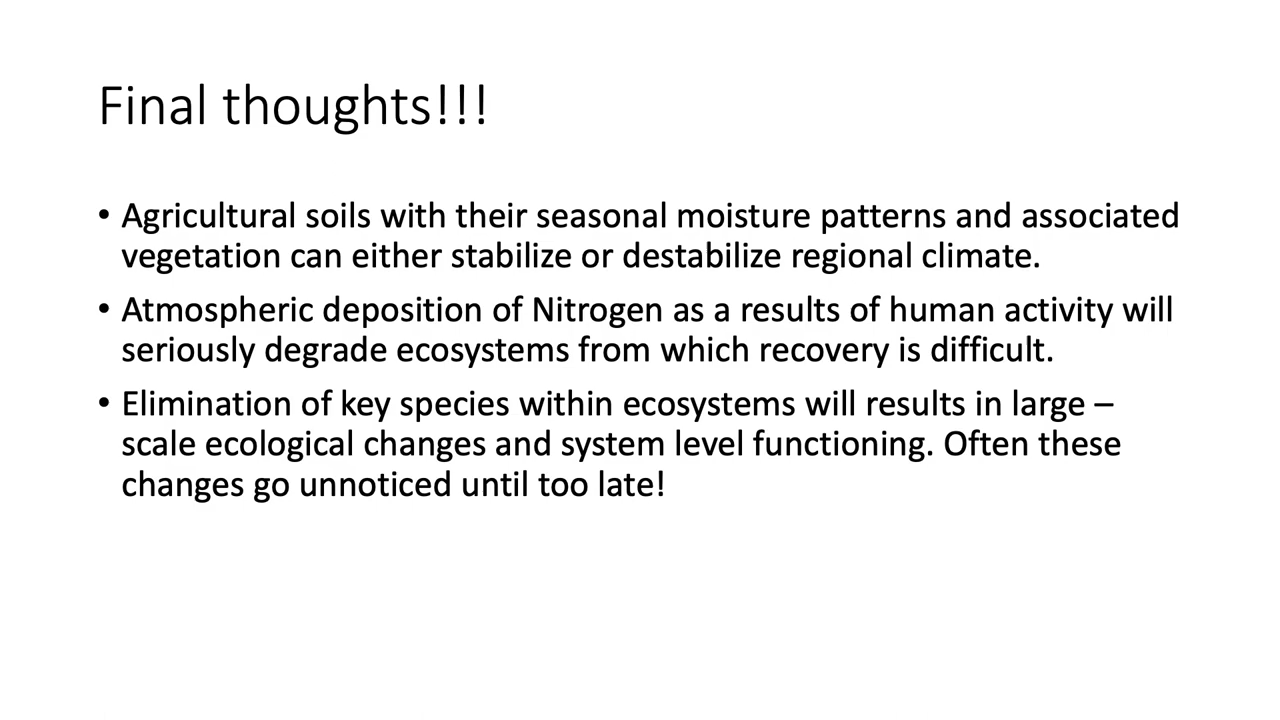 Final thoughts!!!
• Agricultural soils with their seasonal moisture patterns and associated
vegetation can either stabilize or destabilize regional climate.
• Atmospheric deposition of Nitrogen as a results of human activity will
seriously degrade ecosystems from which recovery is difficult.
• Elimination of key species within ecosystems will results in large –
scale ecological changes and system level functioning. Often these
changes go unnoticed until too late!